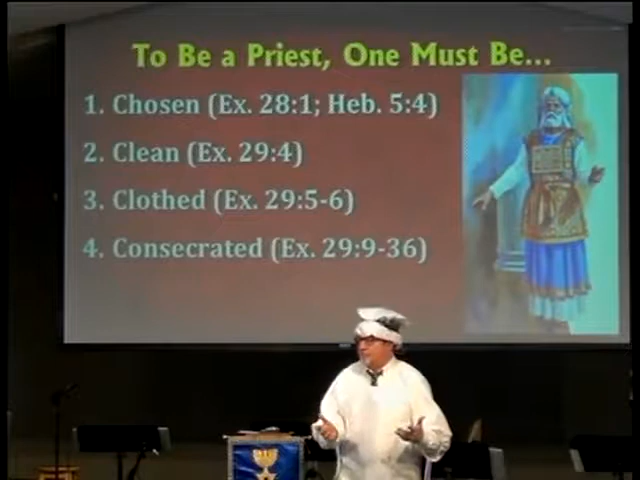 To Be a Priest, One Must Be...
1. Chosen (Ex. 28:1; Heb. 5:4)
2. Clean (Ex. 29:4)
3. Clothed (Ex. 29:5-6)
4. Consecrated (Ex. 29:9-36)